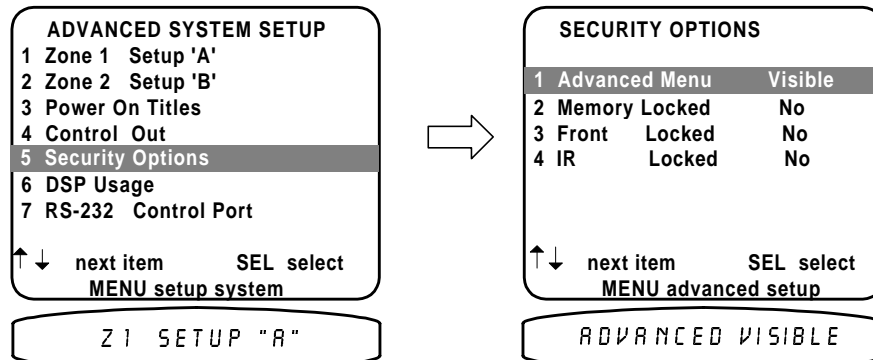 ADVANCED SYSTEM SETUP
1 Zone 1 Setup 'A'
2 Zone 2 Setup 'B'
3 Power On Titles
4 Control Out
5 Security Options
6 DSP Usage
7 RS-232 Control Port
↑↓ next item SEL select
MENU setup system
Z1 SETUP "A"
SECURITY OPTIONS
1 Advanced Menu Visible
2 Memory Locked No
3 Front Locked No
4 IR Locked No
↑↓ next item SEL select
MENU advanced setup
ADVANCED VISIBLE